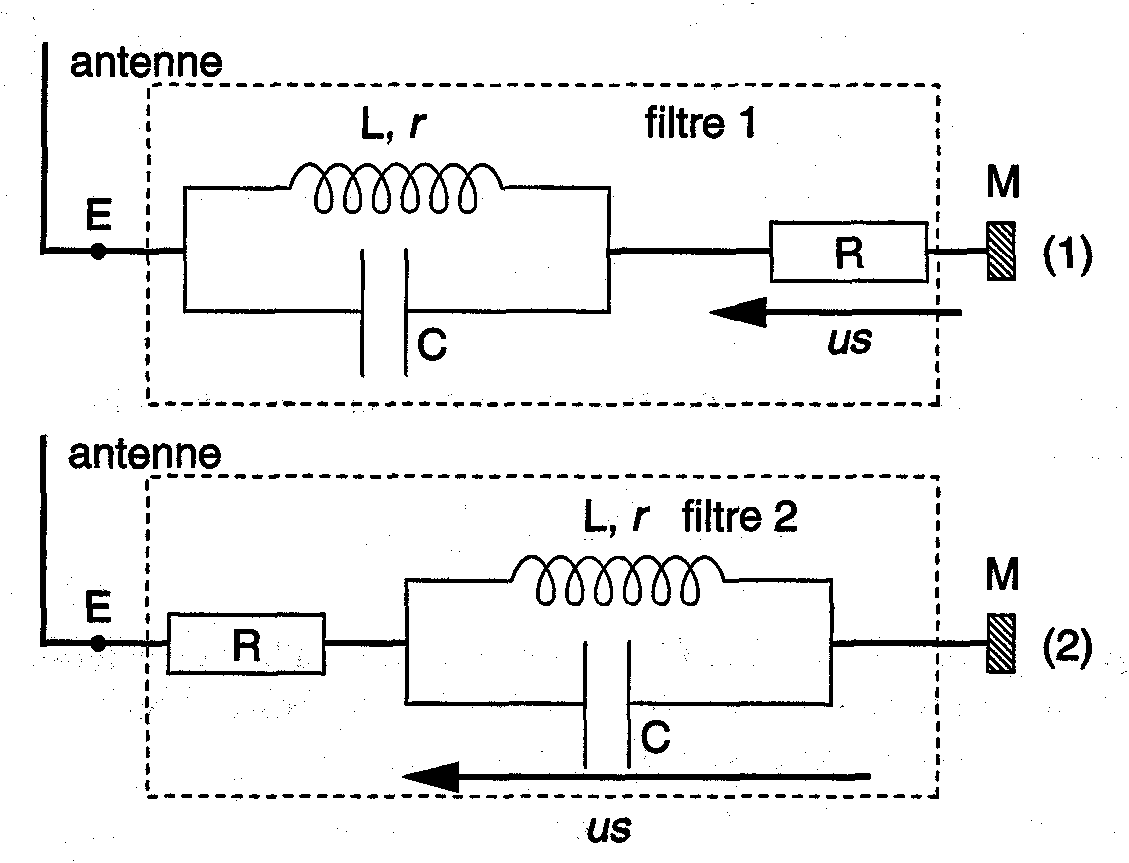 antenne
L, r filtre 1
E
M
R
(1)
C
us
antenne
L, r filtre 2
E
M
R
(2)
C
us